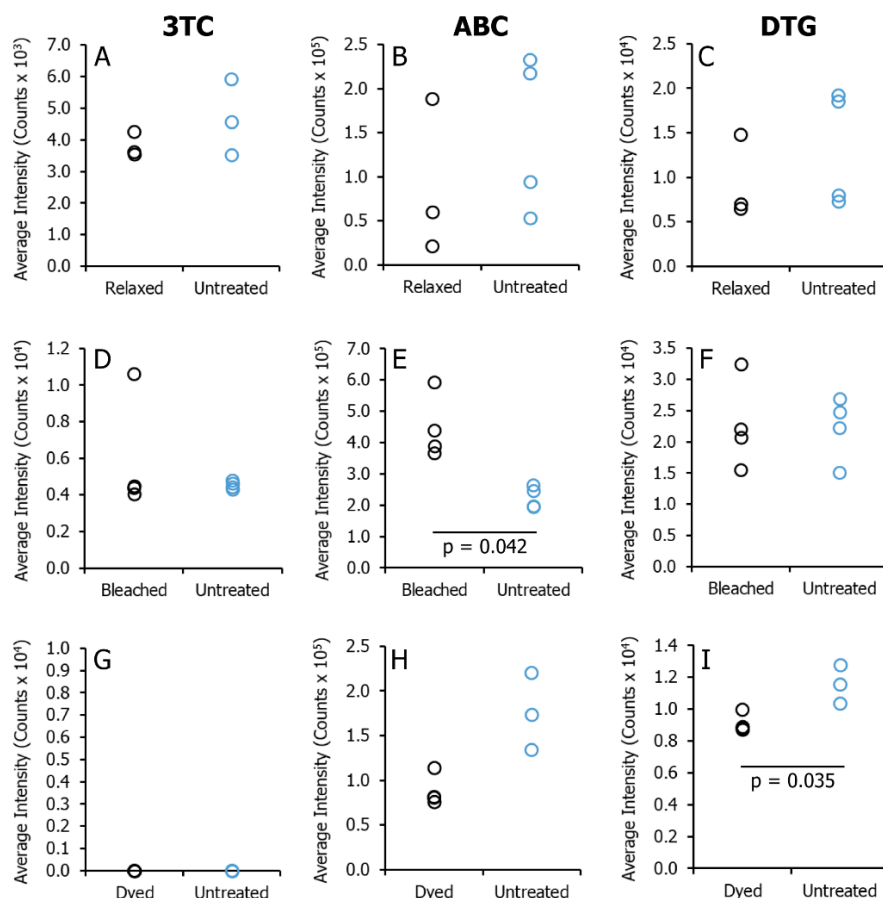 3TC
ABC
DTG
A
Average Intensity (Counts x 10³)
7.0
6.0
5.0
4.0
3.0
2.0
1.0
0.0
Relaxed
Untreated
B
Average Intensity (Counts x 10⁵)
2.5
2.0
1.5
1.0
0.5
0.0
Relaxed
Untreated
C
Average Intensity (Counts x 10⁴)
2.5
2.0
1.5
1.0
0.5
0.0
Relaxed
Untreated
D
Average Intensity (Counts x 10⁴)
1.2
1.0
0.8
0.6
0.4
0.2
0.0
Bleached
Untreated
E
Average Intensity (Counts x 10⁵)
7.0
6.0
5.0
4.0
3.0
2.0
1.0
0.0
p = 0.042
Bleached
Untreated
F
Average Intensity (Counts x 10⁴)
3.5
3.0
2.5
2.0
1.5
1.0
0.5
0.0
Bleached
Untreated
G
Average Intensity (Counts x 10⁴)
1.0
0.9
0.8
0.7
0.6
0.5
0.4
0.3
0.2
0.1
0.0
Dyed
Untreated
H
Average Intensity (Counts x 10⁵)
2.5
2.0
1.5
1.0
0.5
0.0
Dyed
Untreated
I
Average Intensity (Counts x 10⁴)
1.4
1.2
1.0
0.8
0.6
0.4
0.2
0.0
p = 0.035
Dyed
Untreated